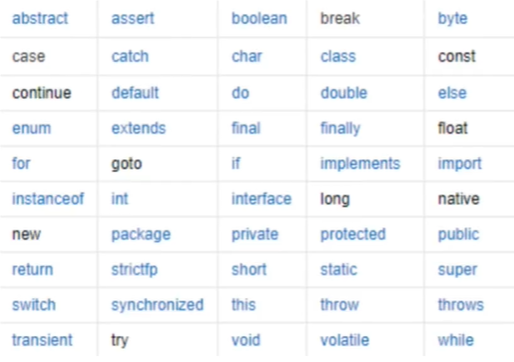 abstract assert boolean break byte
case catch char class const
continue default do double else
enum extends final finally float
for goto if implements import
instanceof int interface long native
new package private protected public
return strictfp short static super
switch synchronized this throw throws
transient try void volatile while